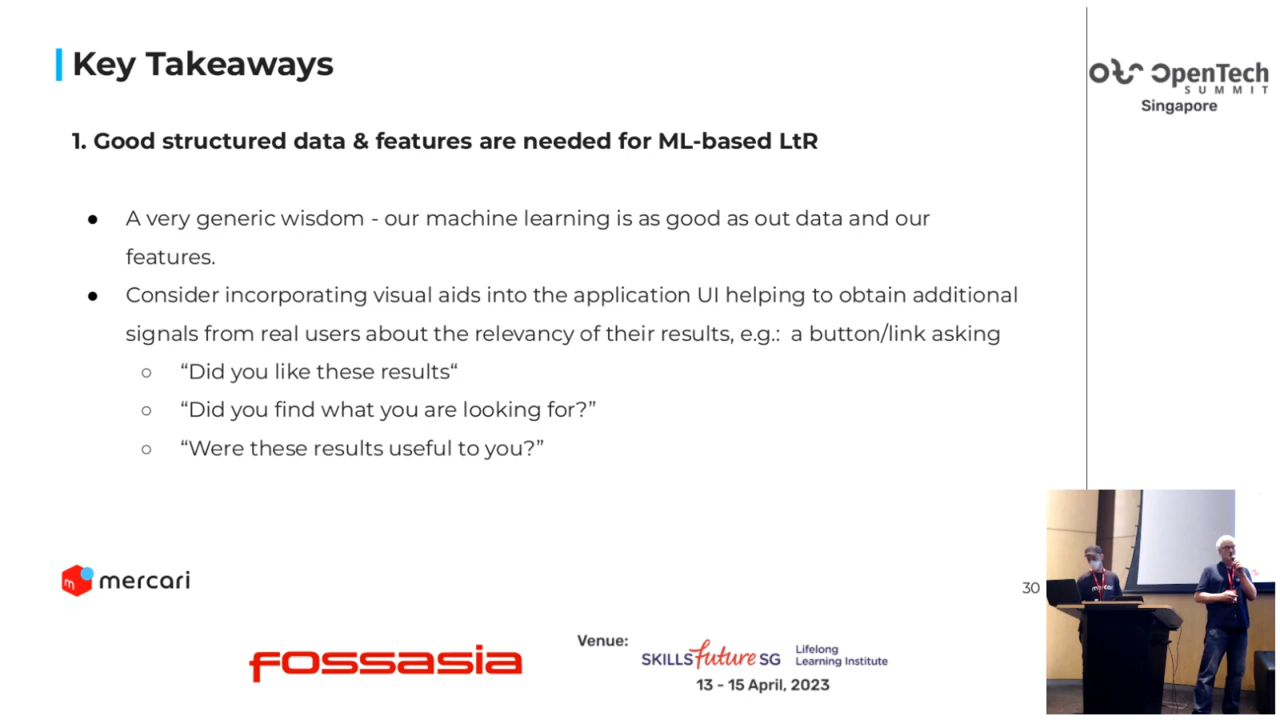 Key Takeaways
OpenTech
SUMMIT
Singapore
1. Good structured data & features are needed for ML-based LtR
● A very generic wisdom - our machine learning is as good as out data and our
features.
● Consider incorporating visual aids into the application UI helping to obtain additional
signals from real users about the relevancy of their results, e.g.: a button/link asking
○ “Did you like these results“
○ “Did you find what you are looking for?”
○ “Were these results useful to you?”
mercari
30
fossasia
Venue:
SKILLSfuture SG
Lifelong
Learning Institute
13 - 15 April, 2023